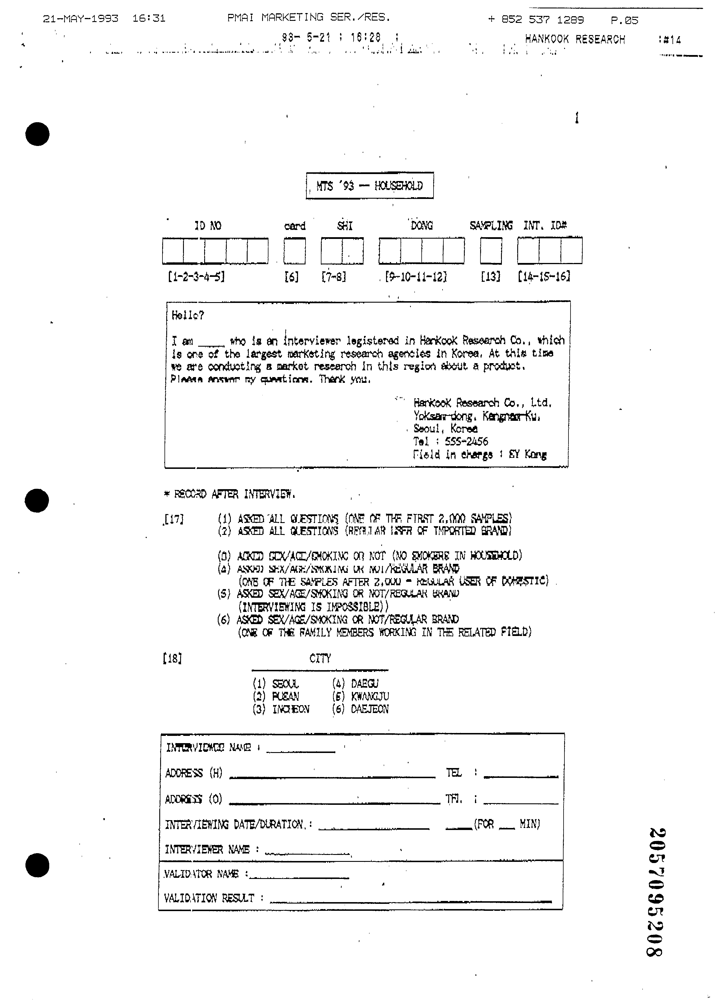 21-MAY-1993 16:31 PMAI MARKETING SER./RES. + 852 537 1289 P.05
93- 5-21 ; 16:28 ; HANKOOK RESEARCH ;#14
1
MTS '93 — HOUSEHOLD
ID NO card SHI DONG SAMPLING INT. ID#
[1-2-3-4-5] [6] [7-8] [9-10-11-12] [13] [14-15-16]
Hello?
I am ____ who is an interviewer legistered in Hankook Research Co., which
is one of the largest marketing research agencies in Korea. At this time
we are conducting a market research in this region about a product.
Please answer my questions. Thank you.
Hankook Research Co., Ltd.
Yoksam-dong, Kangnam-Ku,
Seoul, Korea
Tel : 555-2456
Field in charge : SY Kong
* RECORD AFTER INTERVIEW.
[17] (1) ASKED ALL QUESTIONS (ONE OF THE FIRST 2,000 SAMPLES)
(2) ASKED ALL QUESTIONS (REGULAR USER OF IMPORTED BRAND)
(3) ASKED SEX/AGE/SMOKING OR NOT (NO SMOKERS IN HOUSEHOLD)
(4) ASKED SEX/AGE/SMOKING OR NOT/REGULAR BRAND
(ONE OF THE SAMPLES AFTER 2,000 - REGULAR USER OF DOMESTIC)
(5) ASKED SEX/AGE/SMOKING OR NOT/REGULAR BRAND
(INTERVIEWING IS IMPOSSIBLE))
(6) ASKED SEX/AGE/SMOKING OR NOT/REGULAR BRAND
(ONE OF THE FAMILY MEMBERS WORKING IN THE RELATED FIELD)
[18] CITY
(1) SEOUL (4) DAEGU
(2) PUSAN (5) KWANGJU
(3) INCHEON (6) DAEJEON
INTERVIEWEE NAME : ____
ADDRESS (H) ____ TEL : ____
ADDRESS (O) ____ TEL : ____
INTERVIEWING DATE/DURATION : ____ ____ (FOR ___ MIN)
INTERVIEWER NAME : ____
VALIDATOR NAME : ____
VALIDATION RESULT : ____
2057095208